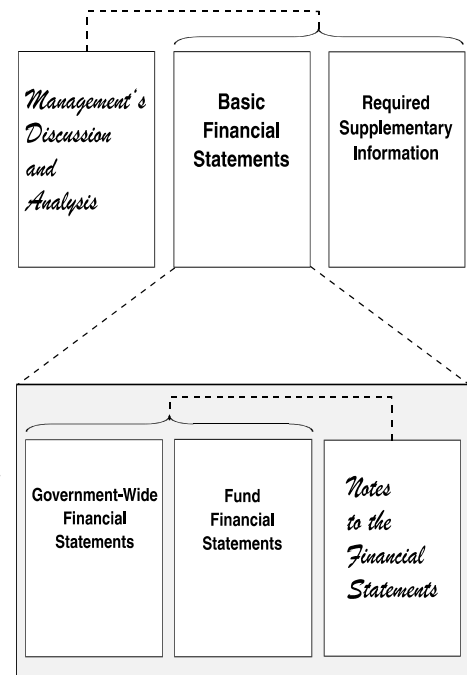 Management's
Discussion
and
Analysis
Basic
Financial
Statements
Required
Supplementary
Information
Government-Wide
Financial
Statements
Fund
Financial
Statements
Notes
to the
Financial
Statements